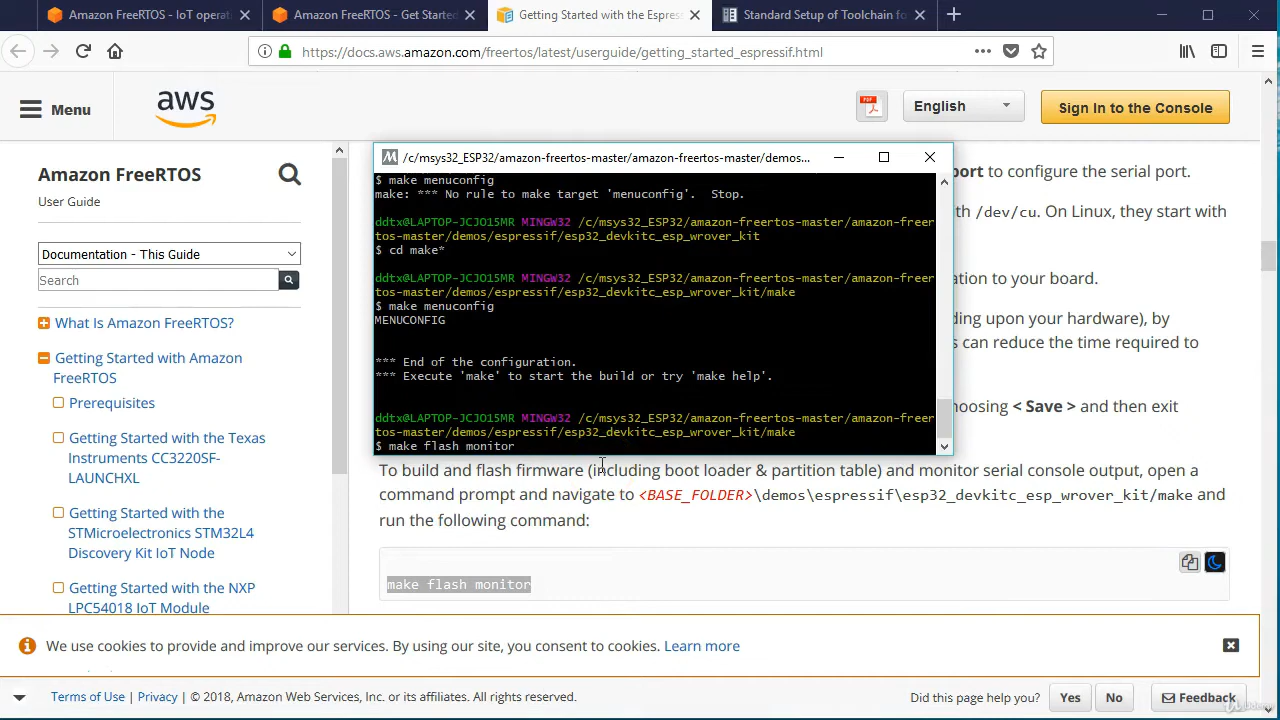 Amazon FreeRTOS - IoT operat
Amazon FreeRTOS - Get Started
Getting Started with the Espres
Standard Setup of Toolchain fo
https://docs.aws.amazon.com/freertos/latest/userguide/getting_started_espressif.html
Menu
aws
PDF
English
Sign In to the Console
Amazon FreeRTOS
User Guide
Documentation - This Guide
Search
What Is Amazon FreeRTOS?
Getting Started with Amazon
FreeRTOS
Prerequisites
Getting Started with the Texas
Instruments CC3220SF-
LAUNCHXL
Getting Started with the
STMicroelectronics STM32L4
Discovery Kit IoT Node
Getting Started with the NXP
LPC54018 IoT Module
/c/msys32_ESP32/amazon-freertos-master/amazon-freertos-master/demos...
$ make menuconfig
make: *** No rule to make target 'menuconfig'.  Stop.
ddtx@LAPTOP-JCJO15MR MINGW32 /c/msys32_ESP32/amazon-freertos-master/amazon-freer
tos-master/demos/espressif/esp32_devkitc_esp_wrover_kit
$ cd make*
ddtx@LAPTOP-JCJO15MR MINGW32 /c/msys32_ESP32/amazon-freertos-master/amazon-freer
tos-master/demos/espressif/esp32_devkitc_esp_wrover_kit/make
$ make menuconfig
MENUCONFIG
*** End of the configuration.
*** Execute 'make' to start the build or try 'make help'.
ddtx@LAPTOP-JCJO15MR MINGW32 /c/msys32_ESP32/amazon-freertos-master/amazon-freer
tos-master/demos/espressif/esp32_devkitc_esp_wrover_kit/make
$ make flash monitor
port to configure the serial port.
th /dev/cu. On Linux, they start with
ation to your board.
ding upon your hardware), by
s can reduce the time required to
hoosing < Save > and then exit
To build and flash firmware (including boot loader & partition table) and monitor serial console output, open a
command prompt and navigate to <BASE_FOLDER>\demos\espressif\esp32_devkitc_esp_wrover_kit/make and
run the following command:
make flash monitor
We use cookies to provide and improve our services. By using our site, you consent to cookies. Learn more
Terms of Use | Privacy | © 2018, Amazon Web Services, Inc. or its affiliates. All rights reserved.
Did this page help you?
Yes
No
Feedback